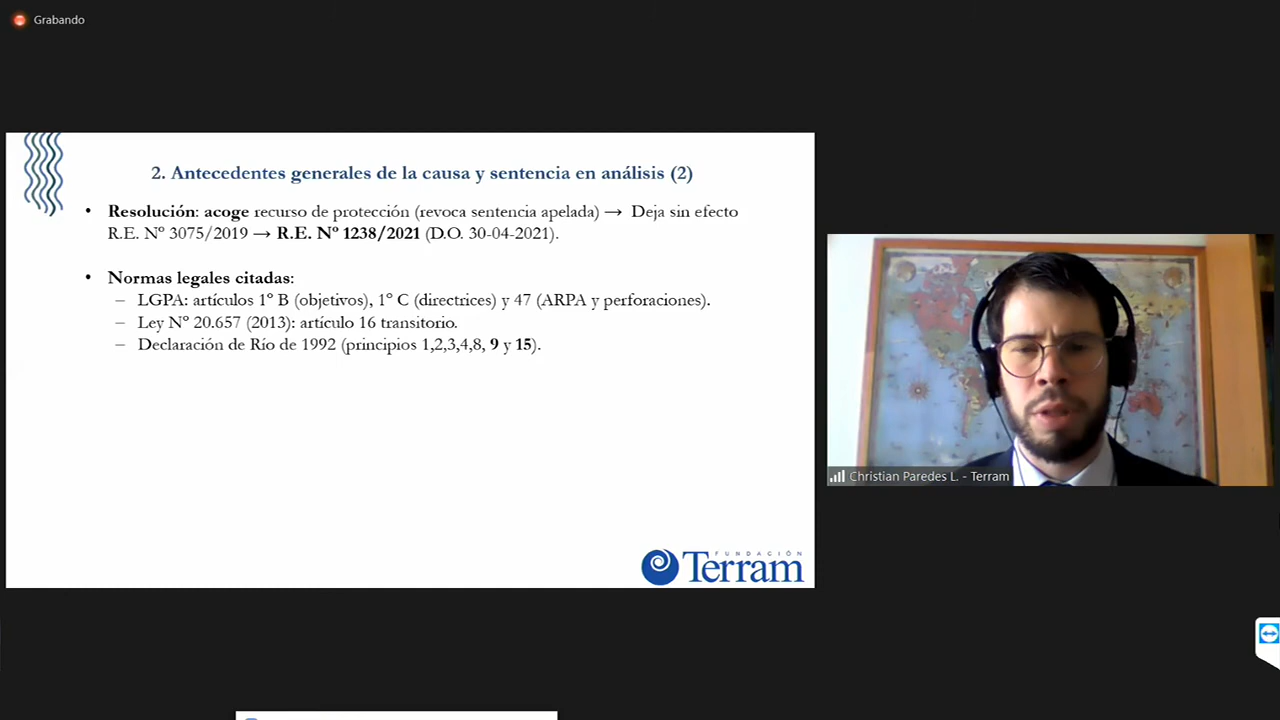 Grabando
2. Antecedentes generales de la causa y sentencia en análisis (2)
• Resolución: acoge recurso de protección (revoca sentencia apelada) → Deja sin efecto
R.E. Nº 3075/2019 → R.E. Nº 1238/2021 (D.O. 30-04-2021).
• Normas legales citadas:
– LGPA: artículos 1º B (objetivos), 1º C (directrices) y 47 (ARPA y perforaciones).
– Ley Nº 20.657 (2013): artículo 16 transitorio.
– Declaración de Río de 1992 (principios 1,2,3,4,8, 9 y 15).
Christian Paredes L. - Terram
FUNDACIÓN
Terram